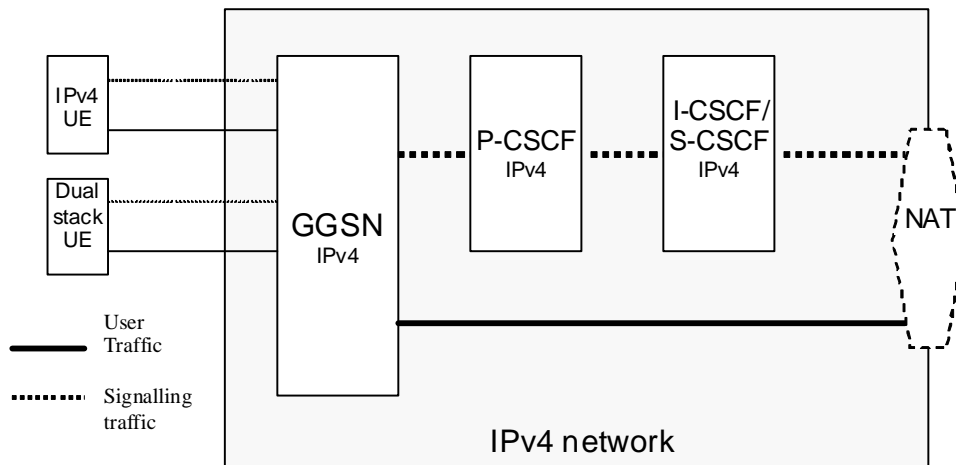 IPv4
UE
Dual
stack
UE
GGSN
IPv4
P-CSCF
IPv4
I-CSCF/
S-CSCF
IPv4
NAT
User
Traffic
Signalling
traffic
IPv4 network